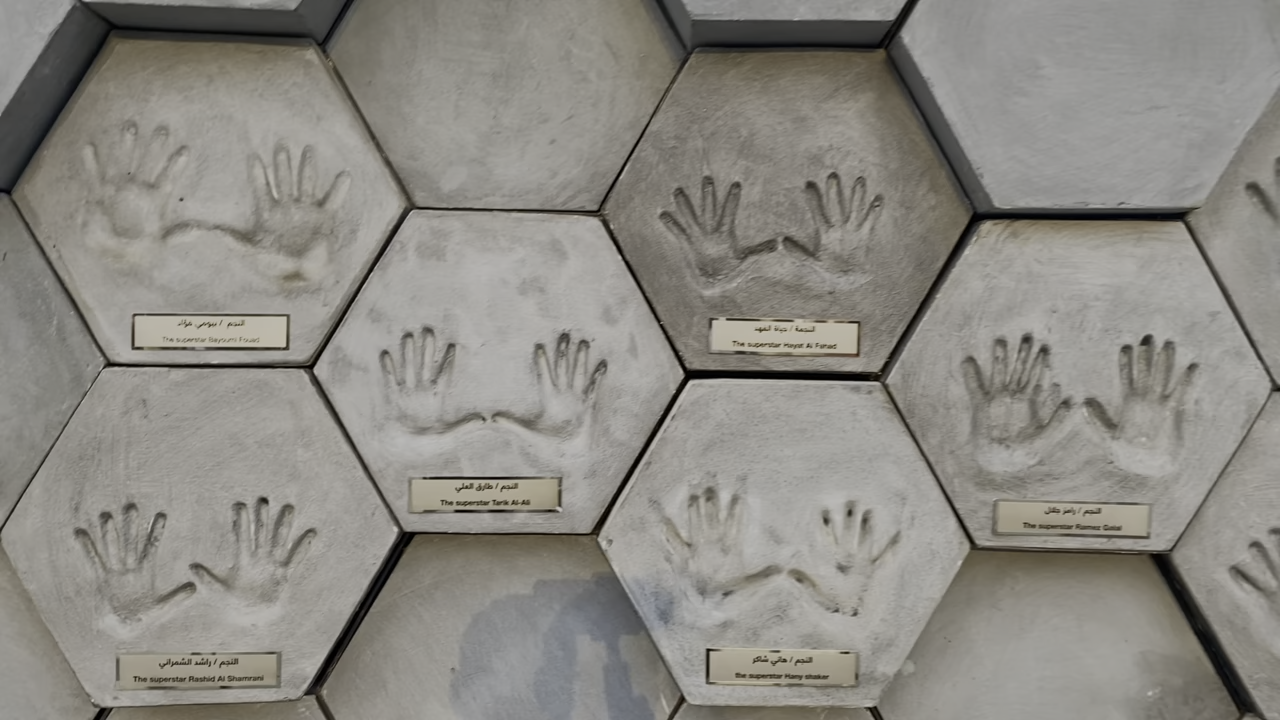 النجم / بيومي فؤاد
The superstar Bayoumi Fouad
النجمة / حياة الفهد
The superstar Hayat Al Fahad
النجم / طارق العلي
The superstar Tarik Al-Ali
النجم / رامز جلال
The superstar Ramez Galal
النجم / راشد الشمراني
The superstar Rashid Al Shamrani
النجم / هاني شاكر
the superstar Hany shaker